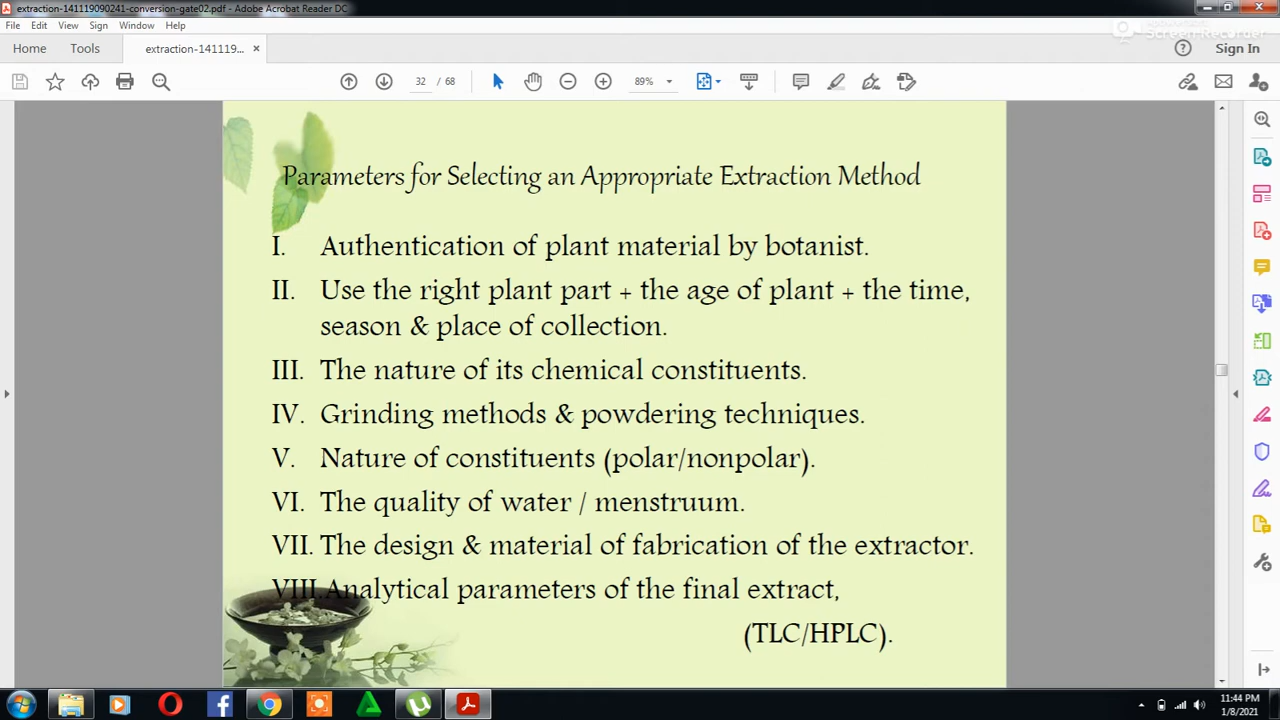 extraction-141119090241-conversion-gate02.pdf - Adobe Acrobat Reader DC
File Edit View Sign Window Help
Home Tools extraction-141119... × Sign In
32 / 68 89%
Parameters for Selecting an Appropriate Extraction Method
I. Authentication of plant material by botanist.
II. Use the right plant part + the age of plant + the time,
season & place of collection.
III. The nature of its chemical constituents.
IV. Grinding methods & powdering techniques.
V. Nature of constituents (polar/nonpolar).
VI. The quality of water / menstruum.
VII. The design & material of fabrication of the extractor.
VIII. Analytical parameters of the final extract,
(TLC/HPLC).
11:44 PM
1/8/2021